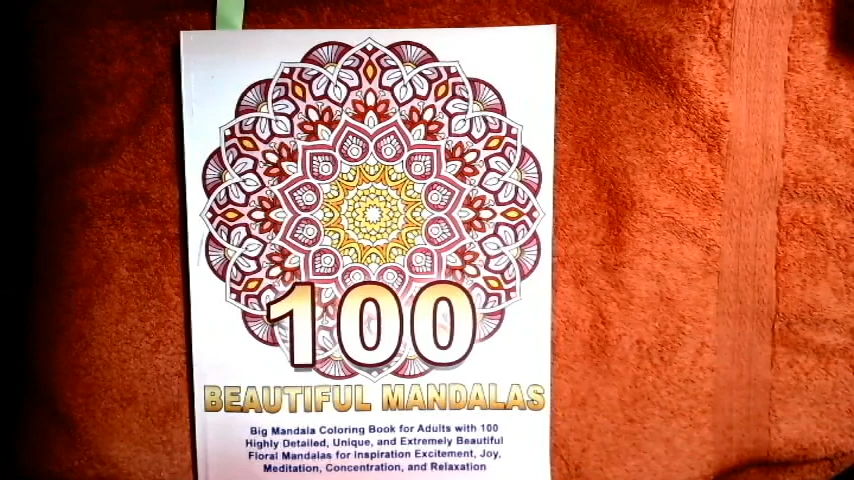 100
BEAUTIFUL MANDALAS
Big Mandala Coloring Book for Adults with 100
Highly Detailed, Unique, and Extremely Beautiful
Floral Mandalas for Inspiration Excitement, Joy,
Meditation, Concentration, and Relaxation